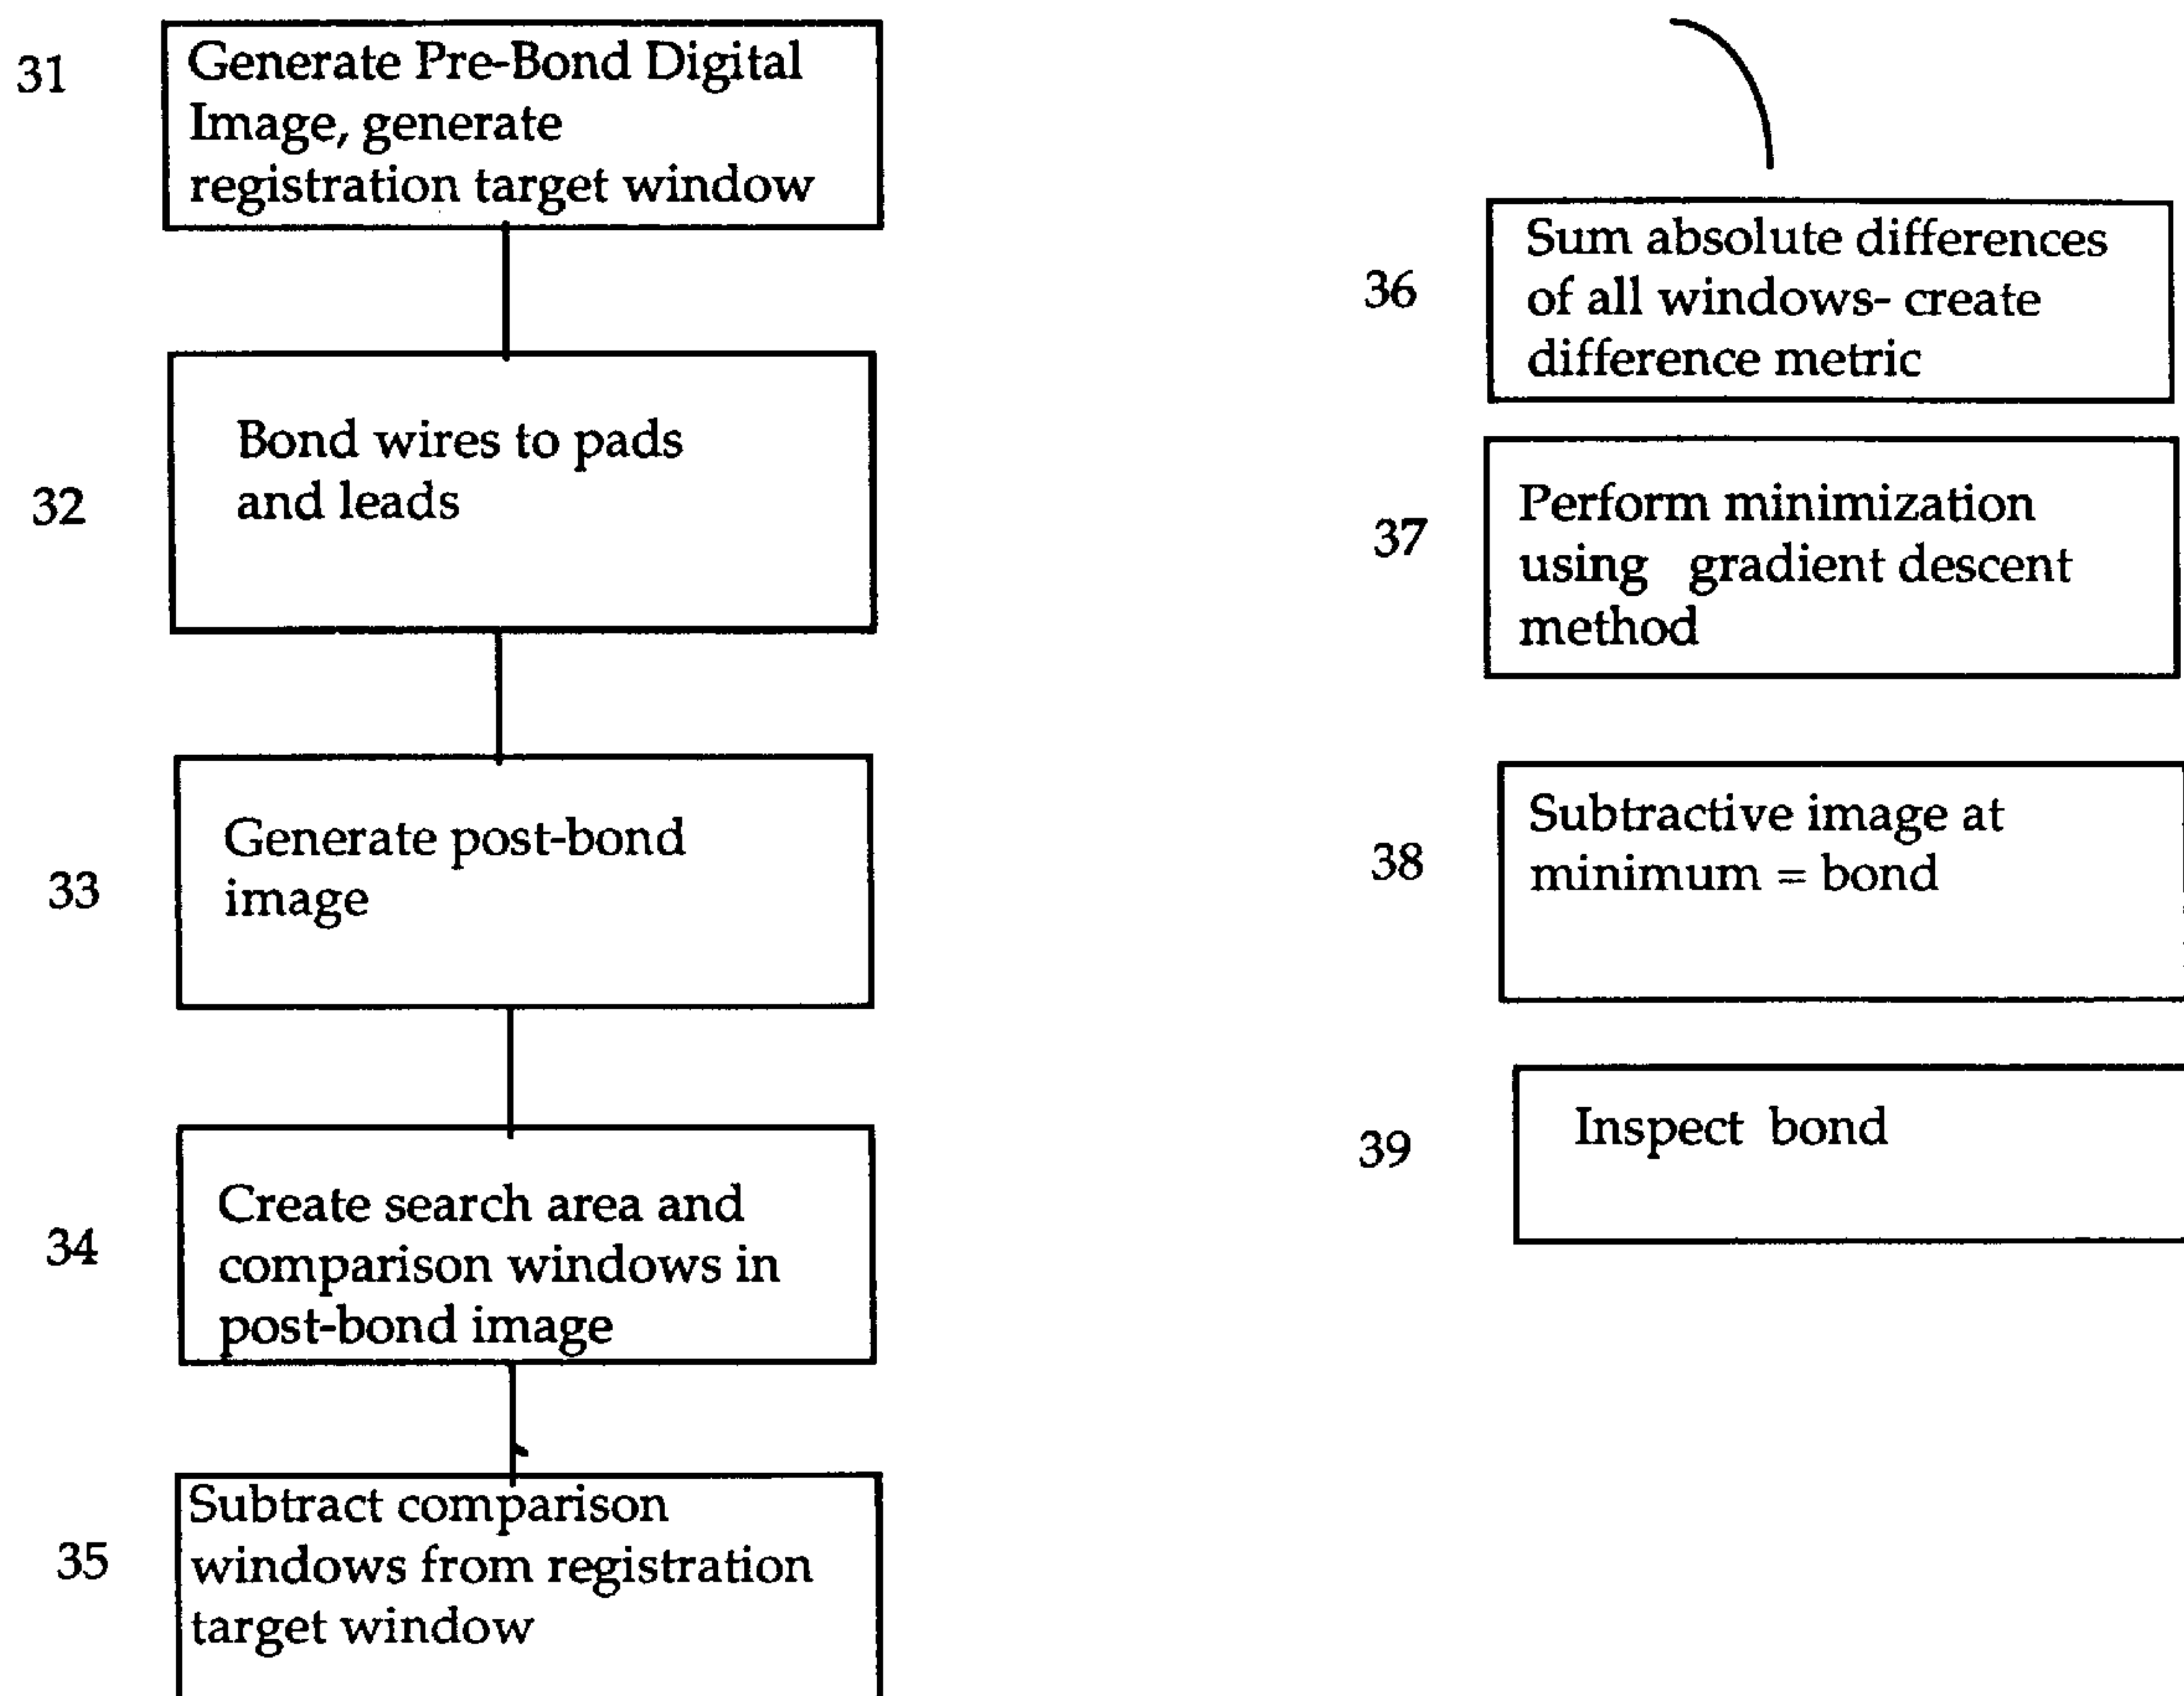 31
Generate Pre-Bond Digital
Image, generate
registration target window
32
Bond wires to pads
and leads
33
Generate post-bond
image
34
Create search area and
comparison windows in
post-bond image
35
Subtract comparison
windows from registration
target window
36
Sum absolute differences
of all windows- create
difference metric
37
Perform minimization
using gradient descent
method
38
Subtractive image at
minimum = bond
39
Inspect bond